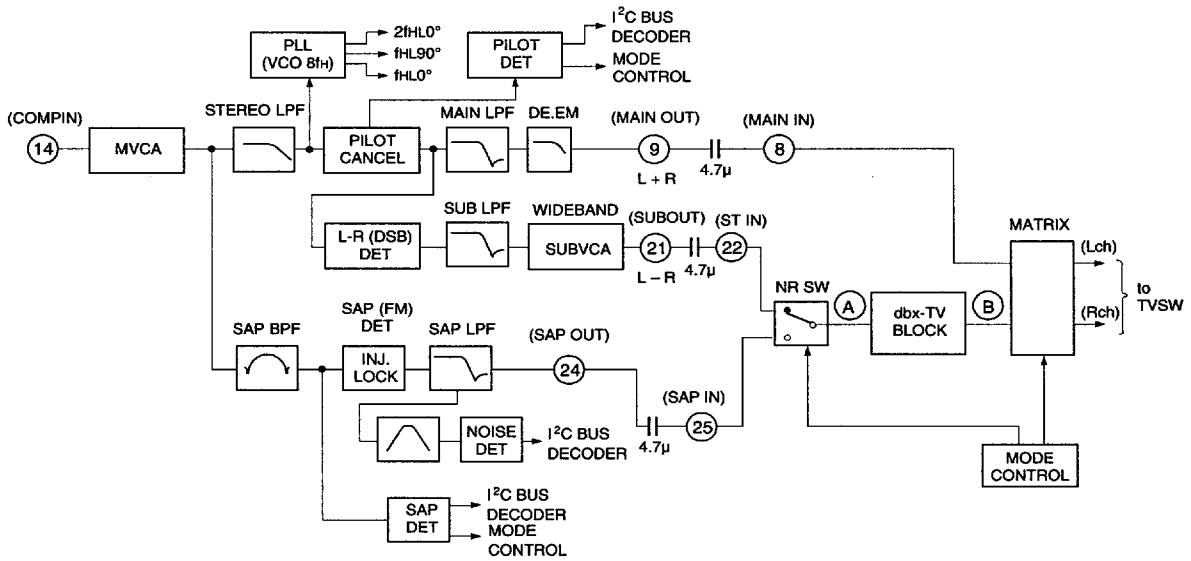 I²C BUS
DECODER
MODE
CONTROL
2fHL0°
fHL90°
fHL0°
PLL
(VCO 8fH)
PILOT
DET
(COMPIN)
14
MVCA
STEREO LPF
PILOT
CANCEL
MAIN LPF
DE.EM
(MAIN OUT)
9
L + R
4.7μ
(MAIN IN)
8
L-R (DSB)
DET
SUB LPF
WIDEBAND
SUBVCA
(SUBOUT)
21
L – R
4.7μ
(ST IN)
22
MATRIX
(Lch)
(Rch)
to
TVSW
NR SW
A
dbx-TV
BLOCK
B
SAP BPF
SAP (FM)
DET
INJ.
LOCK
SAP LPF
(SAP OUT)
24
4.7μ
(SAP IN)
25
NOISE
DET
I²C BUS
DECODER
MODE
CONTROL
SAP
DET
I²C BUS
DECODER
MODE
CONTROL